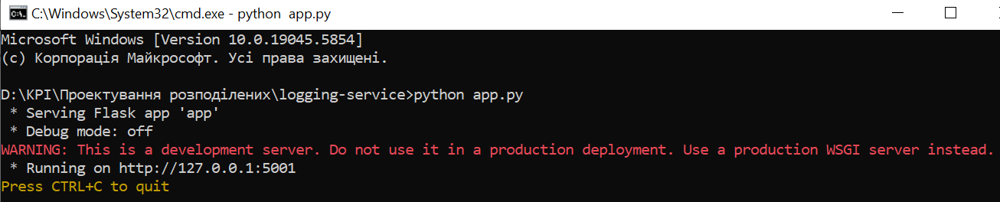 C:\Windows\System32\cmd.exe - python  app.py
Microsoft Windows [Version 10.0.19045.5854]
(c) Корпорація Майкрософт. Усі права захищені.
D:\KPI\Проектування розподілених\logging-service>python app.py
 * Serving Flask app 'app'
 * Debug mode: off
WARNING: This is a development server. Do not use it in a production deployment. Use a production WSGI server instead.
 * Running on http://127.0.0.1:5001
Press CTRL+C to quit